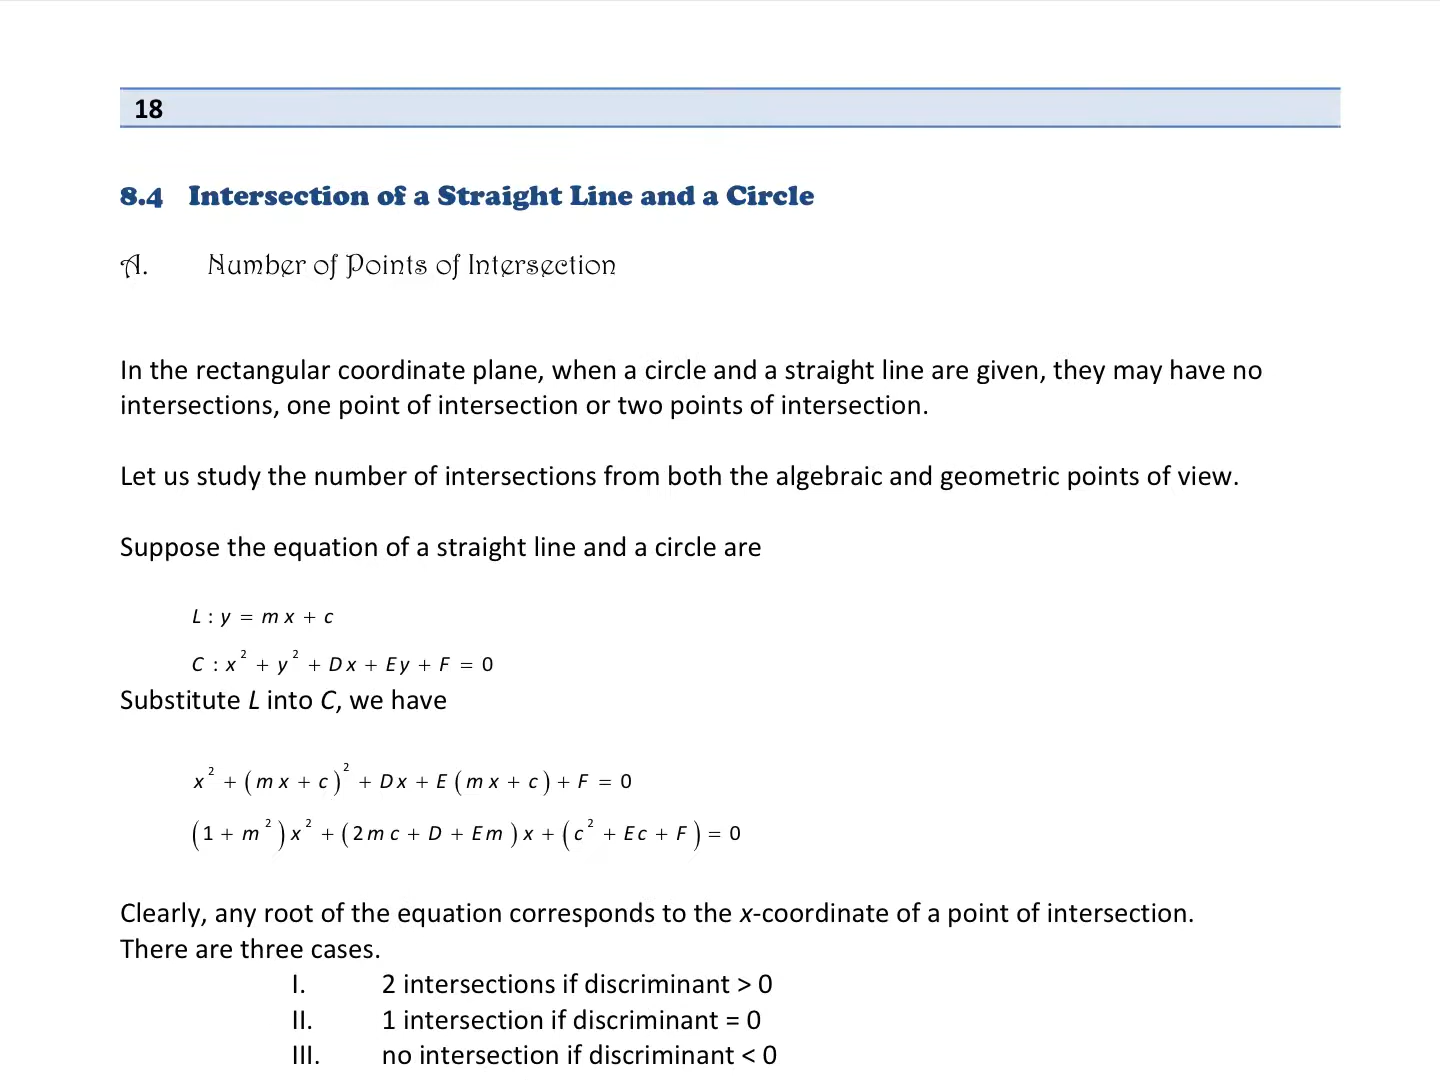 18
8.4 Intersection of a Straight Line and a Circle
A. Number of Points of Intersection
In the rectangular coordinate plane, when a circle and a straight line are given, they may have no
intersections, one point of intersection or two points of intersection.
Let us study the number of intersections from both the algebraic and geometric points of view.
Suppose the equation of a straight line and a circle are
L : y = mx + c
C : x² + y² + Dx + Ey + F = 0
Substitute L into C, we have
x² + (mx + c)² + Dx + E(mx + c) + F = 0
(1 + m²)x² + (2mc + D + Em)x + (c² + Ec + F) = 0
Clearly, any root of the equation corresponds to the x-coordinate of a point of intersection.
There are three cases.
I. 2 intersections if discriminant > 0
II. 1 intersection if discriminant = 0
III. no intersection if discriminant < 0